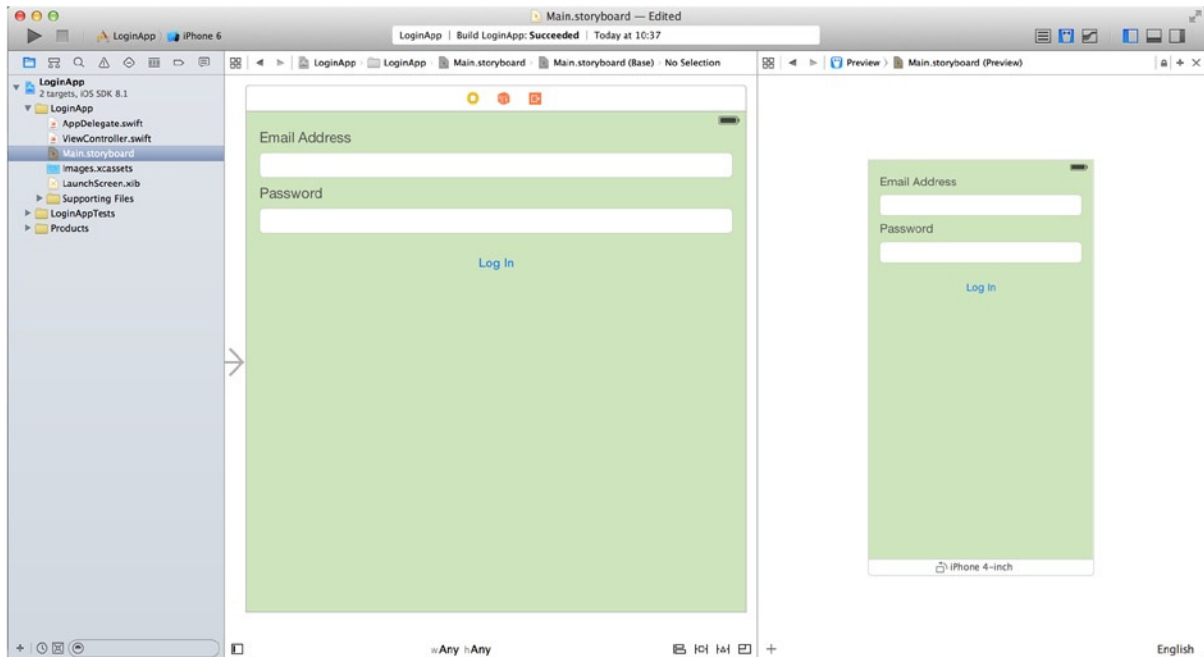 Main.storyboard — Edited
LoginApp iPhone 6
LoginApp | Build LoginApp: Succeeded | Today at 10:37
LoginApp LoginApp Main.storyboard Main.storyboard (Base) No Selection
Preview Main.storyboard (Preview)
LoginApp
2 targets, iOS SDK 8.1
LoginApp
AppDelegate.swift
ViewController.swift
Main.storyboard
Images.xcassets
LaunchScreen.xib
Supporting Files
LoginAppTests
Products
Email Address
Password
Log In
Email Address
Password
Log In
iPhone 4-inch
wAny hAny
English